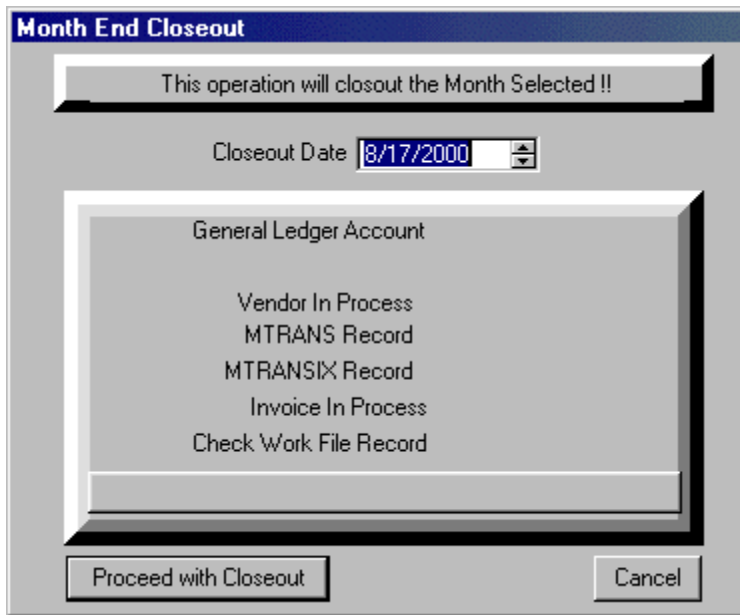 Month End Closeout
This operation will closout the Month Selected !!
Closeout Date 8/17/2000
General Ledger Account
Vendor In Process
MTRANS Record
MTRANSIX Record
Invoice In Process
Check Work File Record
Proceed with Closeout Cancel